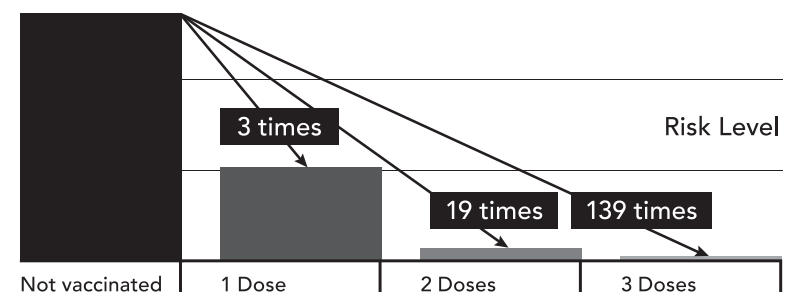 3 times
Risk Level
19 times
139 times
Not vaccinated
1 Dose
2 Doses
3 Doses